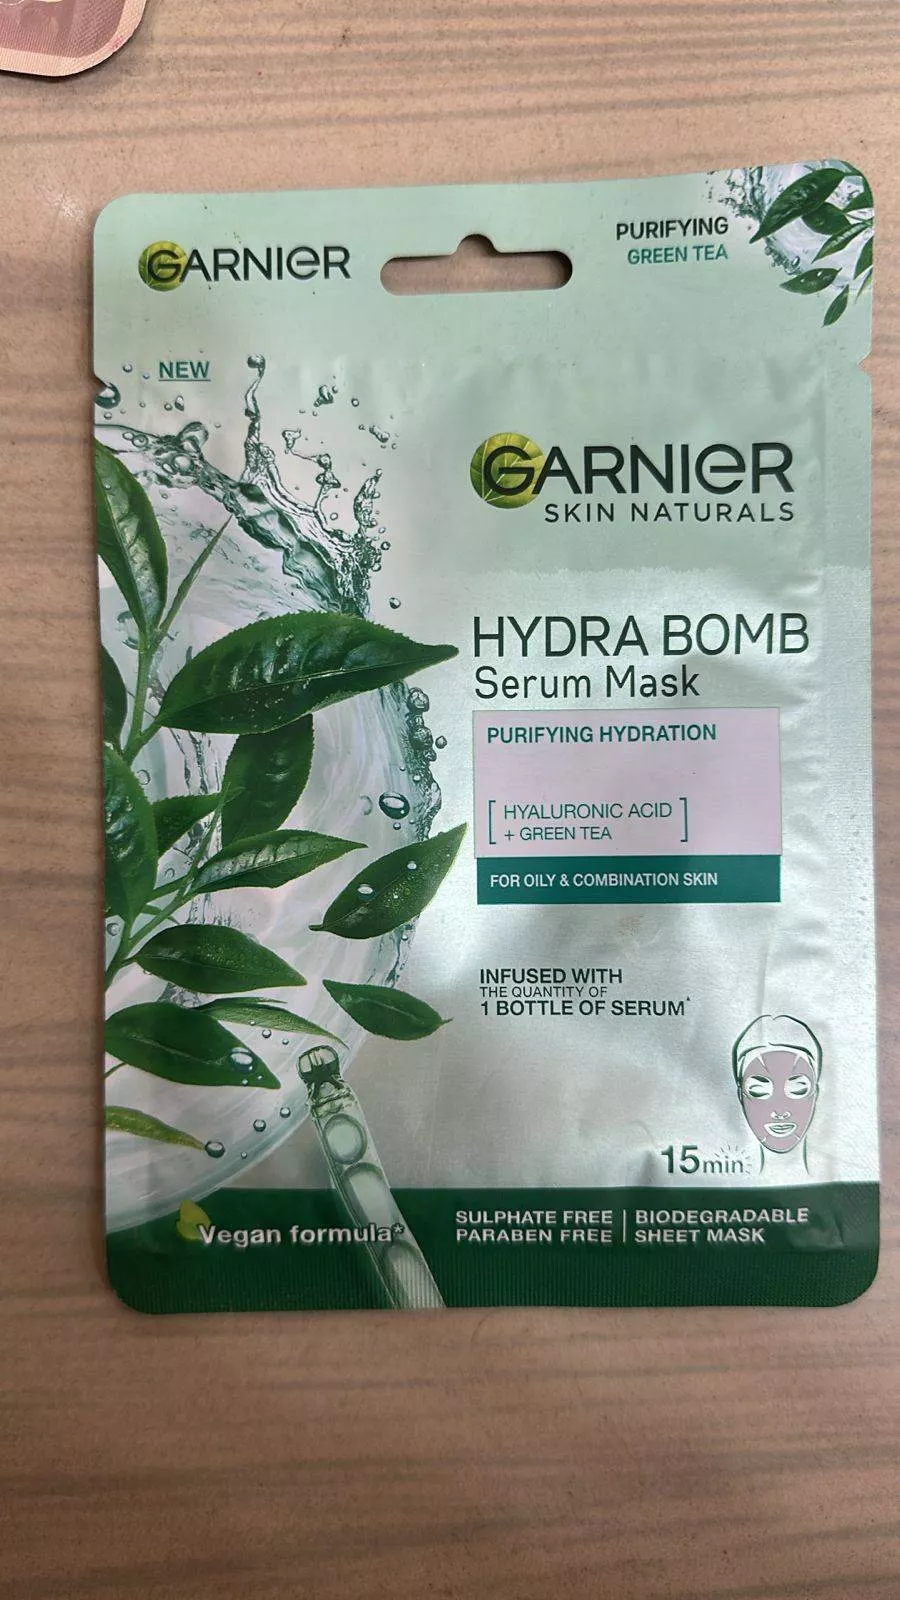 GARNIER
PURIFYING
GREEN TEA
NEW
GARNIER
SKIN NATURALS
HYDRA BOMB
Serum Mask
PURIFYING HYDRATION
[ HYALURONIC ACID
+ GREEN TEA ]
FOR OILY & COMBINATION SKIN
INFUSED WITH
THE QUANTITY OF
1 BOTTLE OF SERUM*
15min
Vegan formula*
SULPHATE FREE | BIODEGRADABLE
PARABEN FREE | SHEET MASK